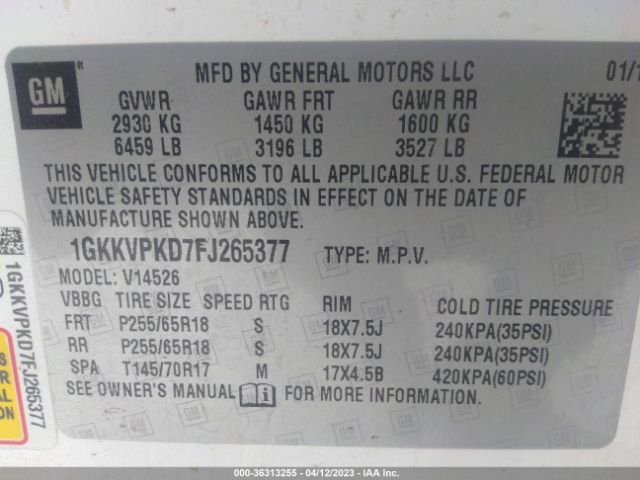 GM®
MFD BY GENERAL MOTORS LLC 01/1
GVWR GAWR FRT GAWR RR
2930 KG 1450 KG 1600 KG
6459 LB 3196 LB 3527 LB
THIS VEHICLE CONFORMS TO ALL APPLICABLE U.S. FEDERAL MOTOR
VEHICLE SAFETY STANDARDS IN EFFECT ON THE DATE OF
MANUFACTURE SHOWN ABOVE.
1GKKVPKD7FJ265377 TYPE: M.P.V.
MODEL: V14526
VBBG TIRE SIZE SPEED RTG RIM COLD TIRE PRESSURE
FRT P255/65R18 S 18X7.5J 240KPA(35PSI)
RR P255/65R18 S 18X7.5J 240KPA(35PSI)
SPA T145/70R17 M 17X4.5B 420KPA(60PSI)
SEE OWNER'S MANUAL FOR MORE INFORMATION.
1GKKVPKD7FJ265377
000-36313255 - 04/12/2023 - IAA Inc.